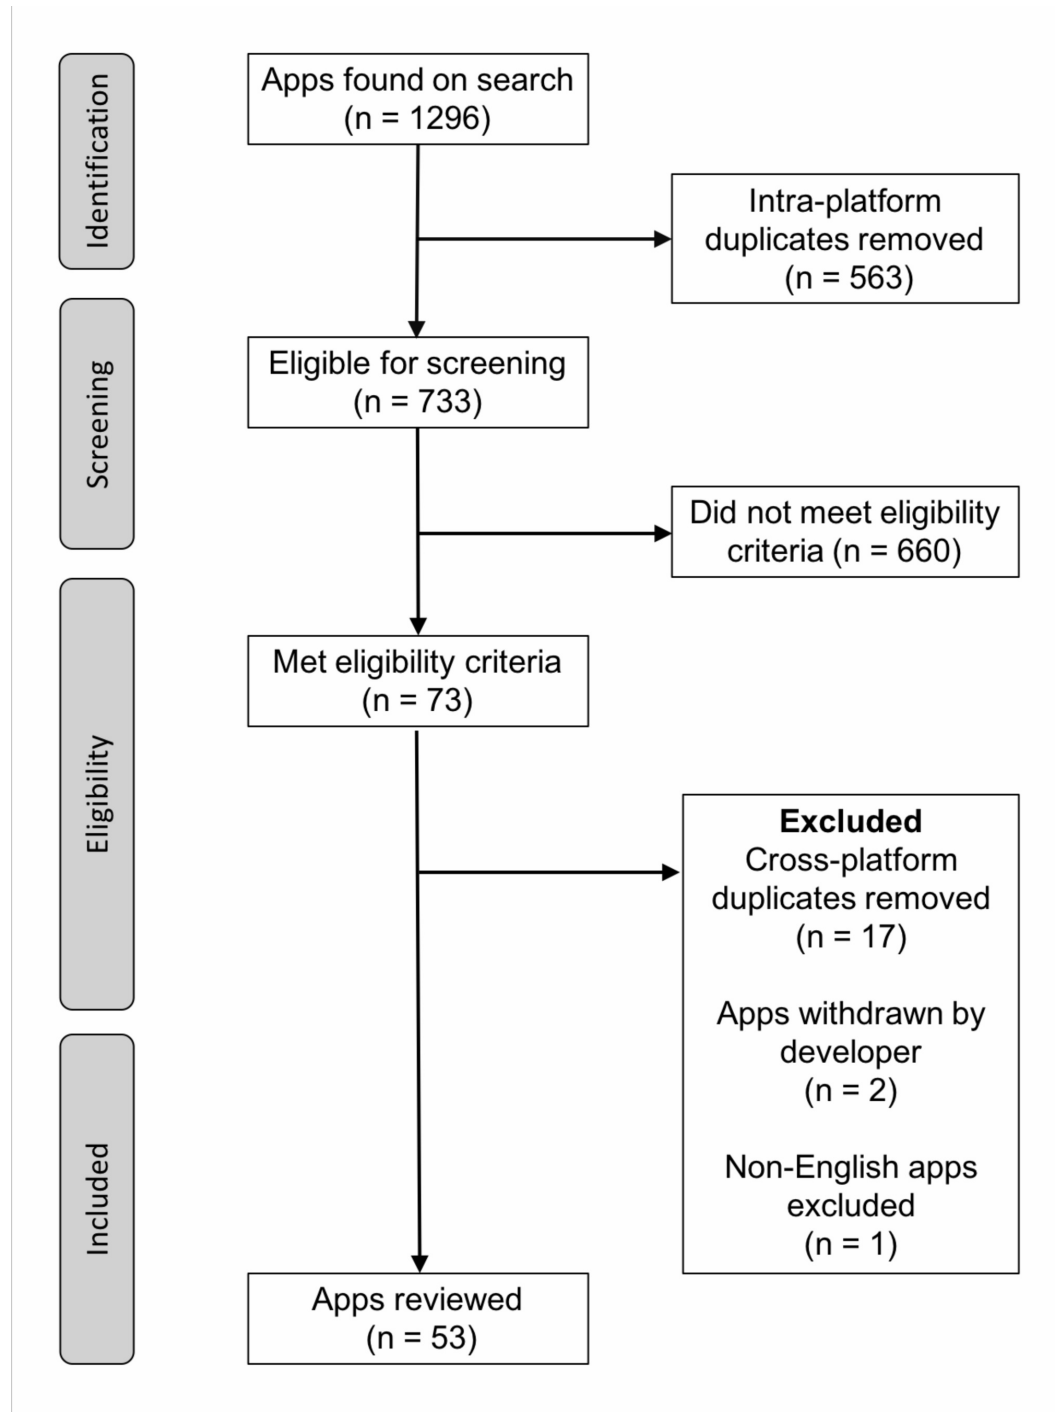 Identification
Apps found on search
(n = 1296)
Intra-platform
duplicates removed
(n = 563)
Screening
Eligible for screening
(n = 733)
Did not meet eligibility
criteria (n = 660)
Eligibility
Met eligibility criteria
(n = 73)
Excluded
Cross-platform
duplicates removed
(n = 17)
Apps withdrawn by
developer
(n = 2)
Non-English apps
excluded
(n = 1)
Included
Apps reviewed
(n = 53)